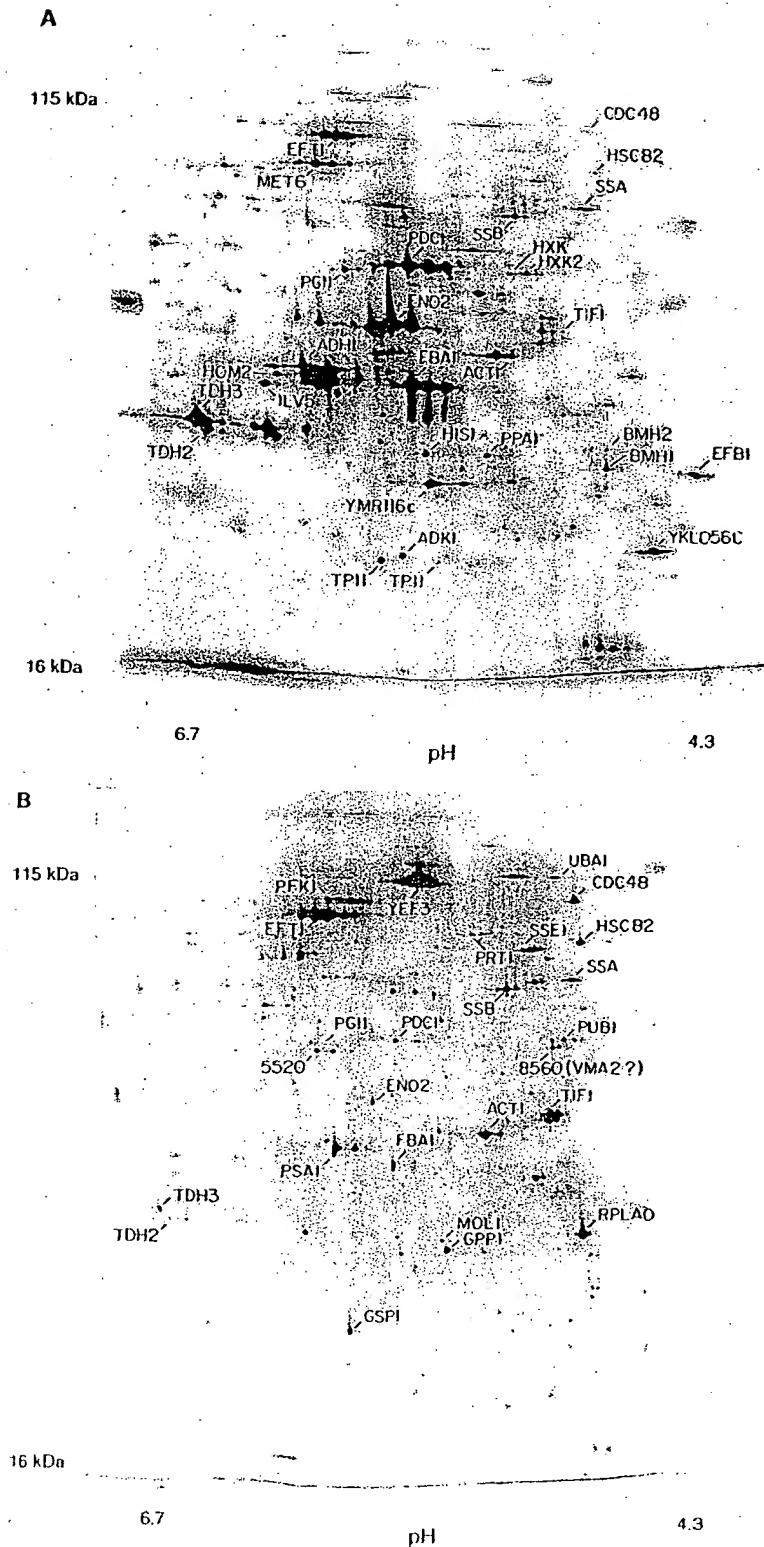 A
115 kDa
CDC48
EFT1
HSC82
MET6
SSA
SSB
PDC1
HXK
HXK2
PGI1
ENO2
TIF1
ADH1
FBA1
HOM2
ACT1
TDH3
ILV5
HIS1
PPA1
BMH2
TDH2
BMH1
EFB1
YMR116c
ADK1
YKL056C
TPI1 TPI1
16 kDa
6.7 4.3
pH
B
UBA1
115 kDa
CDC48
PFK1
YEF3
HSC82
EFT1
SSE1
PRT1
SSA
SSB
PGI1 PDC1
PUB1
5520
8560 (VMA2?)
ENO2
TIF1
ACT1
FBA1
PSA1
TDH3
MOL1
RPLA0
TDH2
GPP1
GSP1
16 kDa
6.7 4.3
pH